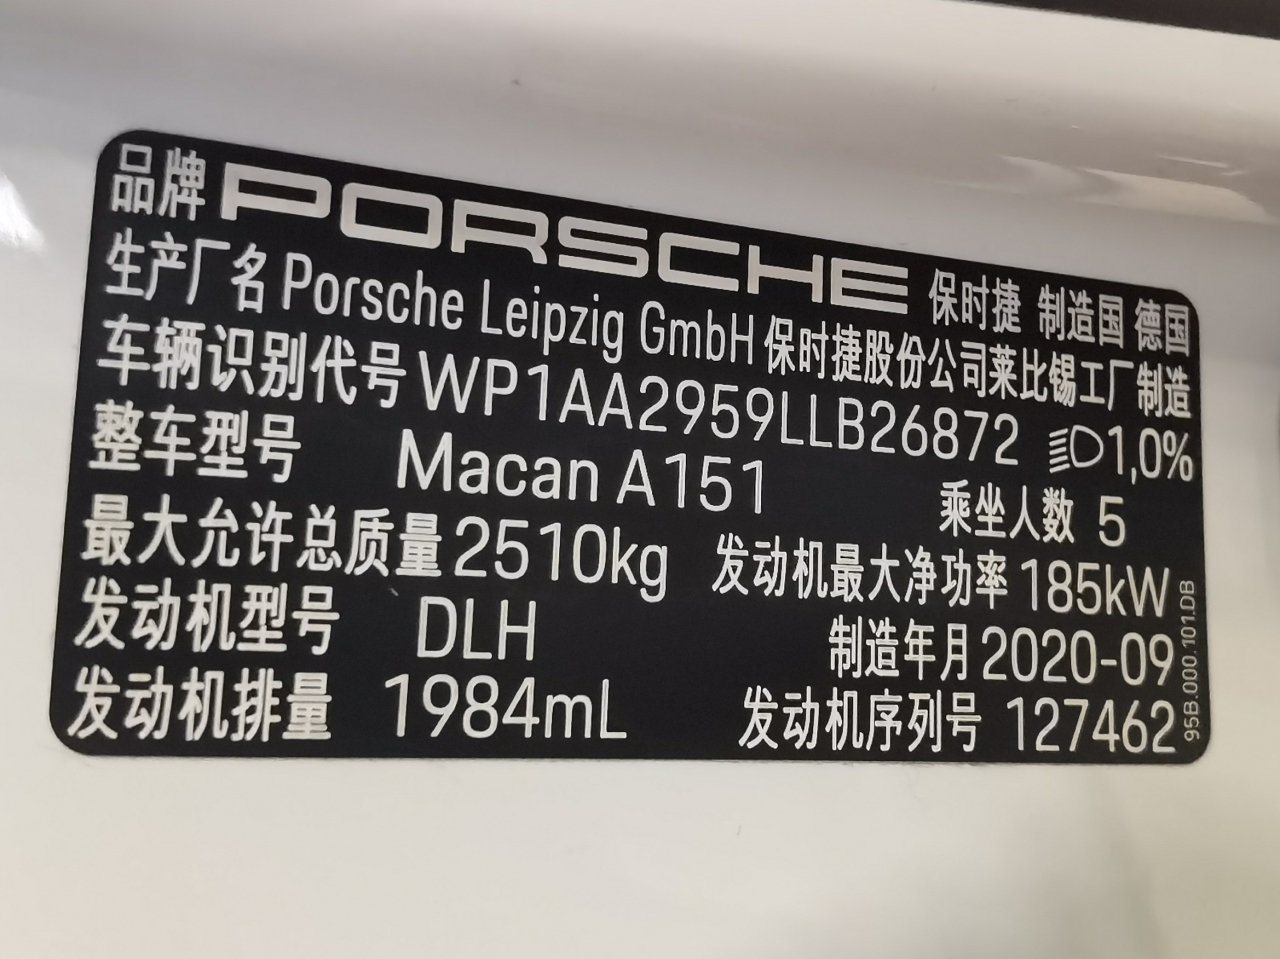 品牌 PORSCHE 保时捷 制造国 德国
生产厂名 Porsche Leipzig GmbH 保时捷股份公司莱比锡工厂制造
车辆识别代号 WP1AA2959LLB26872 1,0%
整车型号 Macan A151 乘坐人数 5
最大允许总质量 2510kg 发动机最大净功率 185kW
发动机型号 DLH 制造年月 2020-09
发动机排量 1984mL 发动机序列号 127462
95B.000.101.DB